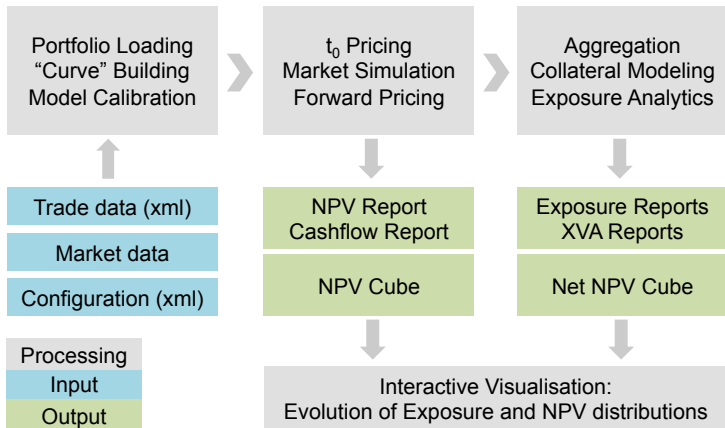 Portfolio Loading
“Curve” Building
Model Calibration
t₀ Pricing
Market Simulation
Forward Pricing
Aggregation
Collateral Modeling
Exposure Analytics
Trade data (xml)
Market data
Configuration (xml)
NPV Report
Cashflow Report
NPV Cube
Exposure Reports
XVA Reports
Net NPV Cube
Processing
Input
Output
Interactive Visualisation:
Evolution of Exposure and NPV distributions